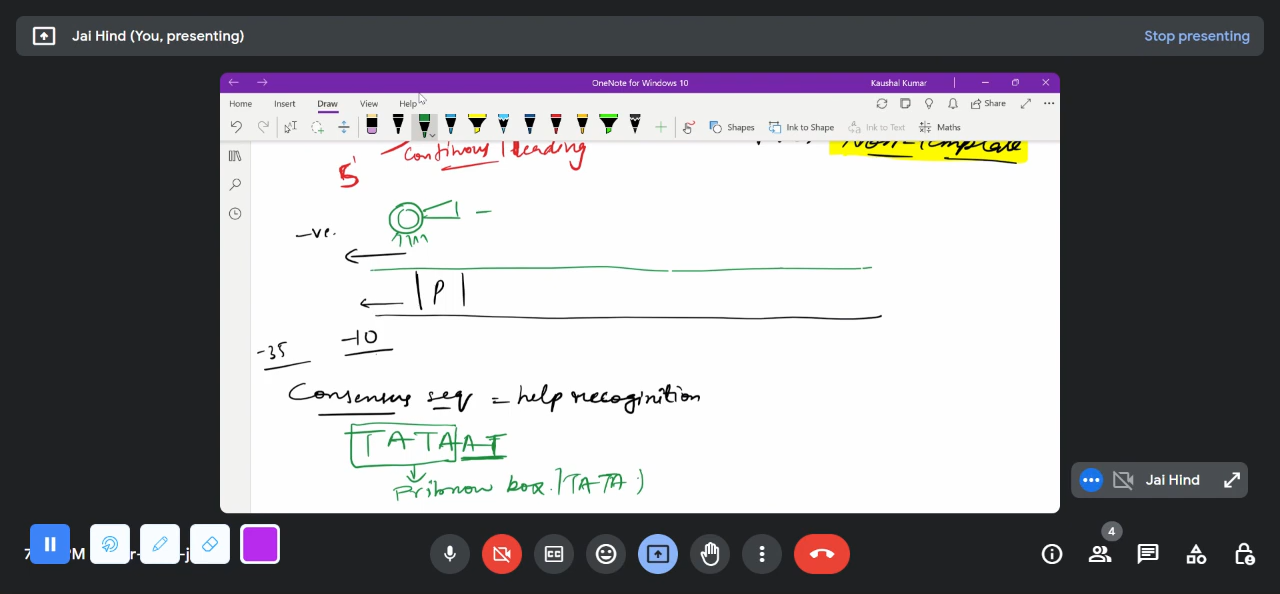 Jai Hind (You, presenting)
Stop presenting
OneNote for Windows 10
Kaushal Kumar
Home Insert Draw View Help
Share
Shapes
Ink to Shape
Ink to Text
Maths
Continous | leading
Non-Template
5'
-ve.
P
-10
-35
Consensus seq = help recoginition
TATAAT
Pribnow box. | TATA )
Jai Hind
CC
4